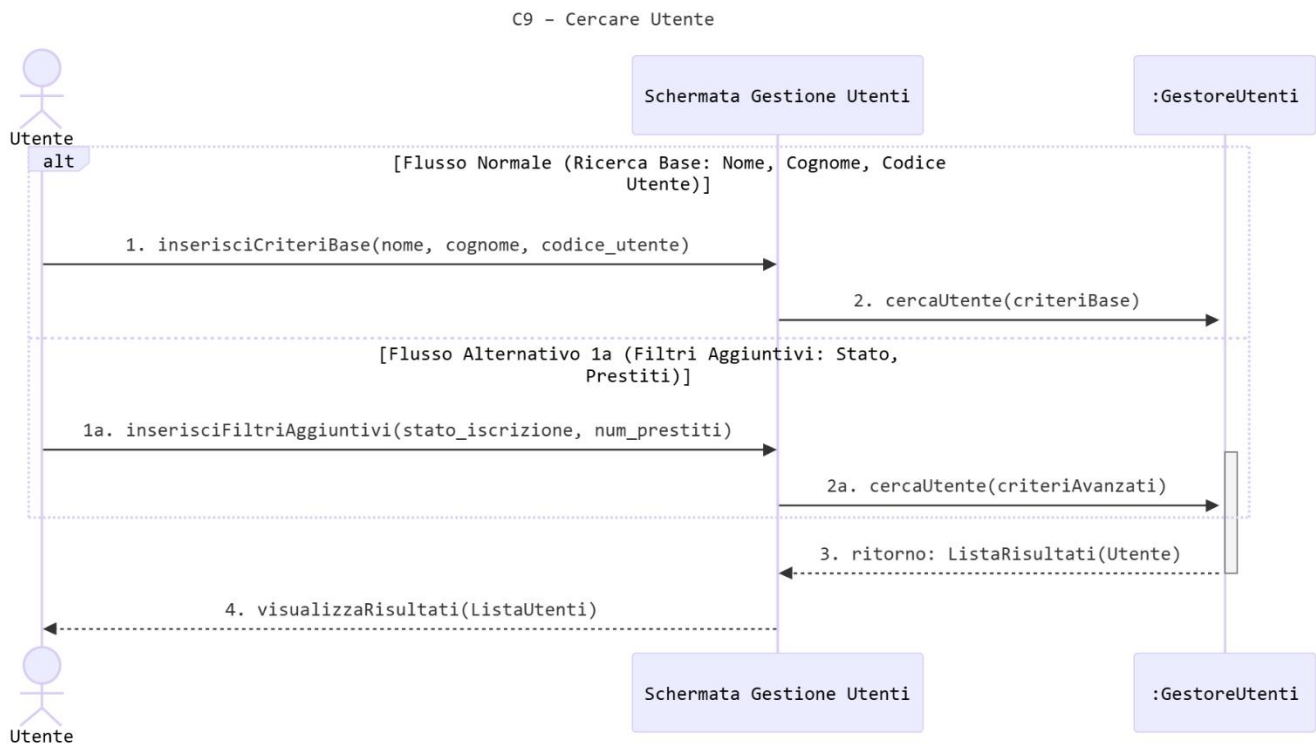 C9 – Cercare Utente
Utente
Schermata Gestione Utenti
:GestoreUtenti
alt
[Flusso Normale (Ricerca Base: Nome, Cognome, Codice
Utente)]
1. inserisciCriteriBase(nome, cognome, codice_utente)
2. cercaUtente(criteriBase)
[Flusso Alternativo 1a (Filtri Aggiuntivi: Stato,
Prestiti)]
1a. inserisciFiltriAggiuntivi(stato_iscrizione, num_prestiti)
2a. cercaUtente(criteriAvanzati)
3. ritorno: ListaRisultati(Utente)
4. visualizzaRisultati(ListaUtenti)
Utente
Schermata Gestione Utenti
:GestoreUtenti